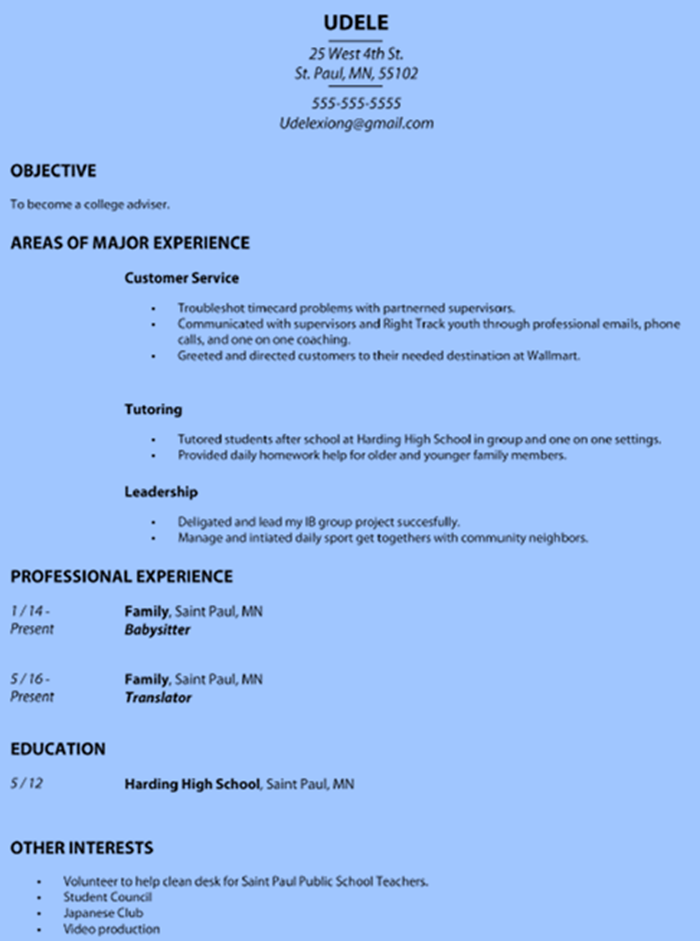 UDELE
25 West 4th St.
St. Paul, MN, 55102
555-555-5555
Udelexiong@gmail.com
OBJECTIVE
To become a college adviser.
AREAS OF MAJOR EXPERIENCE
Customer Service
• Troubleshot timecard problems with partnerned supervisors.
• Communicated with supervisors and Right Track youth through professional emails, phone
calls, and one on one coaching.
• Greeted and directed customers to their needed destination at Wallmart.
Tutoring
• Tutored students after school at Harding High School in group and one on one settings.
• Provided daily homework help for older and younger family members.
Leadership
• Deligated and lead my IB group project succesfully.
• Manage and intiated daily sport get togethers with community neighbors.
PROFESSIONAL EXPERIENCE
1 / 14 - Family, Saint Paul, MN
Present Babysitter
5 / 16 - Family, Saint Paul, MN
Present Translator
EDUCATION
5 / 12 Harding High School, Saint Paul, MN
OTHER INTERESTS
• Volunteer to help clean desk for Saint Paul Public School Teachers.
• Student Council
• Japanese Club
• Video production